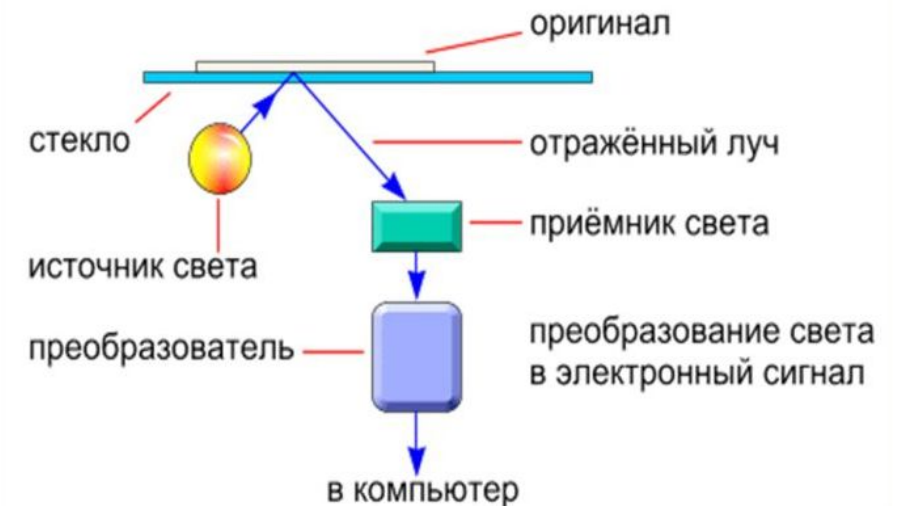 оригинал
стекло
отражённый луч
приёмник света
источник света
преобразователь
преобразование света
в электронный сигнал
в компьютер